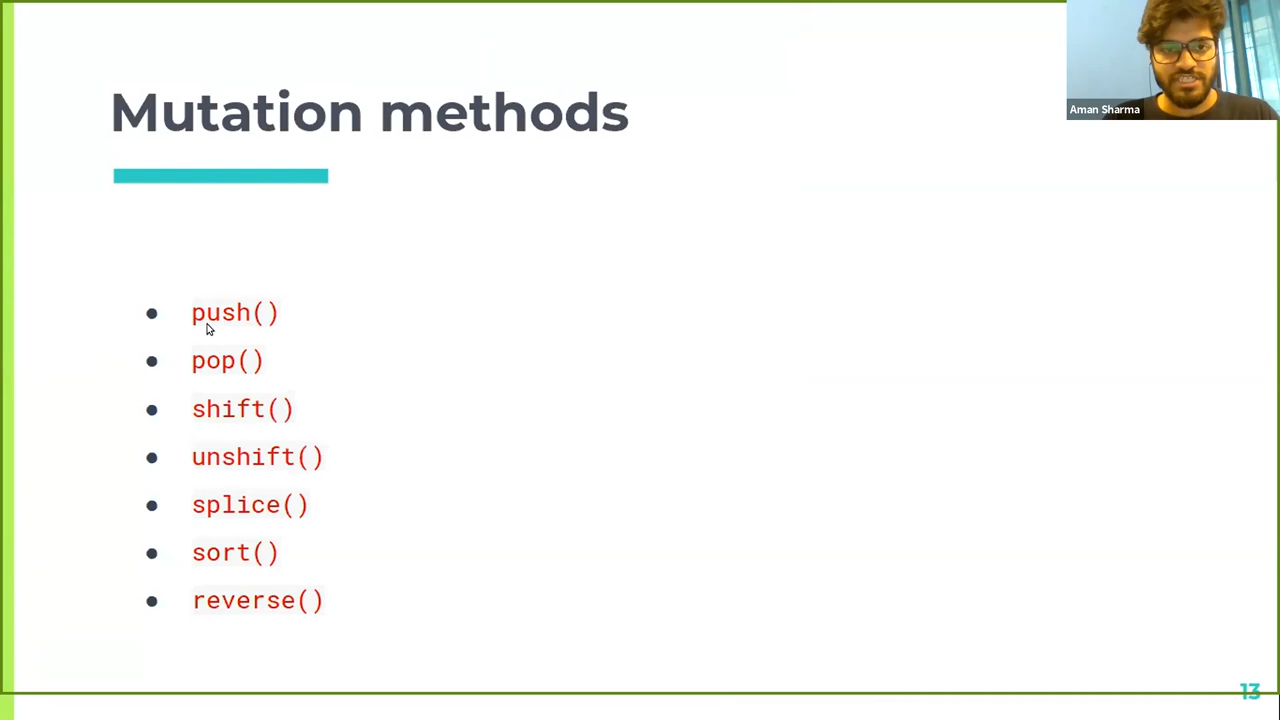 Mutation methods
Aman Sharma
● push()
● pop()
● shift()
● unshift()
● splice()
● sort()
● reverse()
13